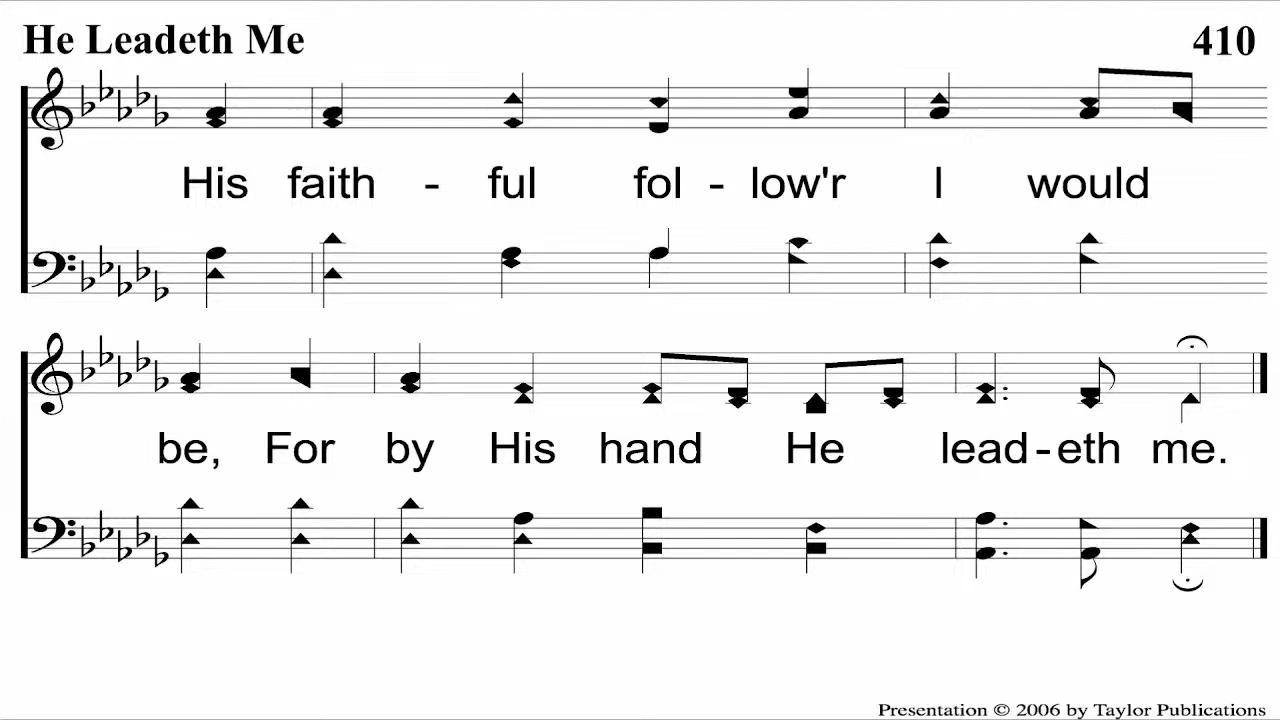 He Leadeth Me 410
His faith - ful fol - low'r I would
be, For by His hand He lead-eth me.
Presentation © 2006 by Taylor Publications